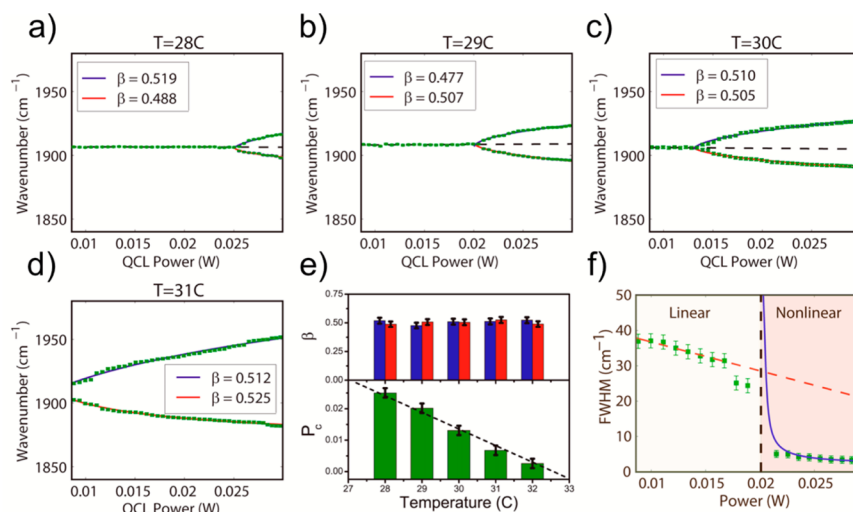 a)
T=28C
β = 0.519
β = 0.488
Wavenumber (cm⁻¹)
1950
1900
1850
0.01
0.015
0.02
0.025
QCL Power (W)
b)
T=29C
β = 0.477
β = 0.507
Wavenumber (cm⁻¹)
1950
1900
1850
0.01
0.015
0.02
0.025
QCL Power (W)
c)
T=30C
β = 0.510
β = 0.505
Wavenumber (cm⁻¹)
1950
1900
1850
0.01
0.015
0.02
0.025
QCL Power (W)
d)
T=31C
β = 0.512
β = 0.525
Wavenumber (cm⁻¹)
1950
1900
1850
0.01
0.015
0.02
0.025
QCL Power (W)
e)
β
0.75
0.50
0.25
0.00
Pc
0.02
0.01
0.00
27
28
29
30
31
32
33
Temperature (C)
f)
Linear
Nonlinear
FWHM (cm⁻¹)
50
40
30
20
10
0
0.01
0.015
0.02
0.025
Power (W)